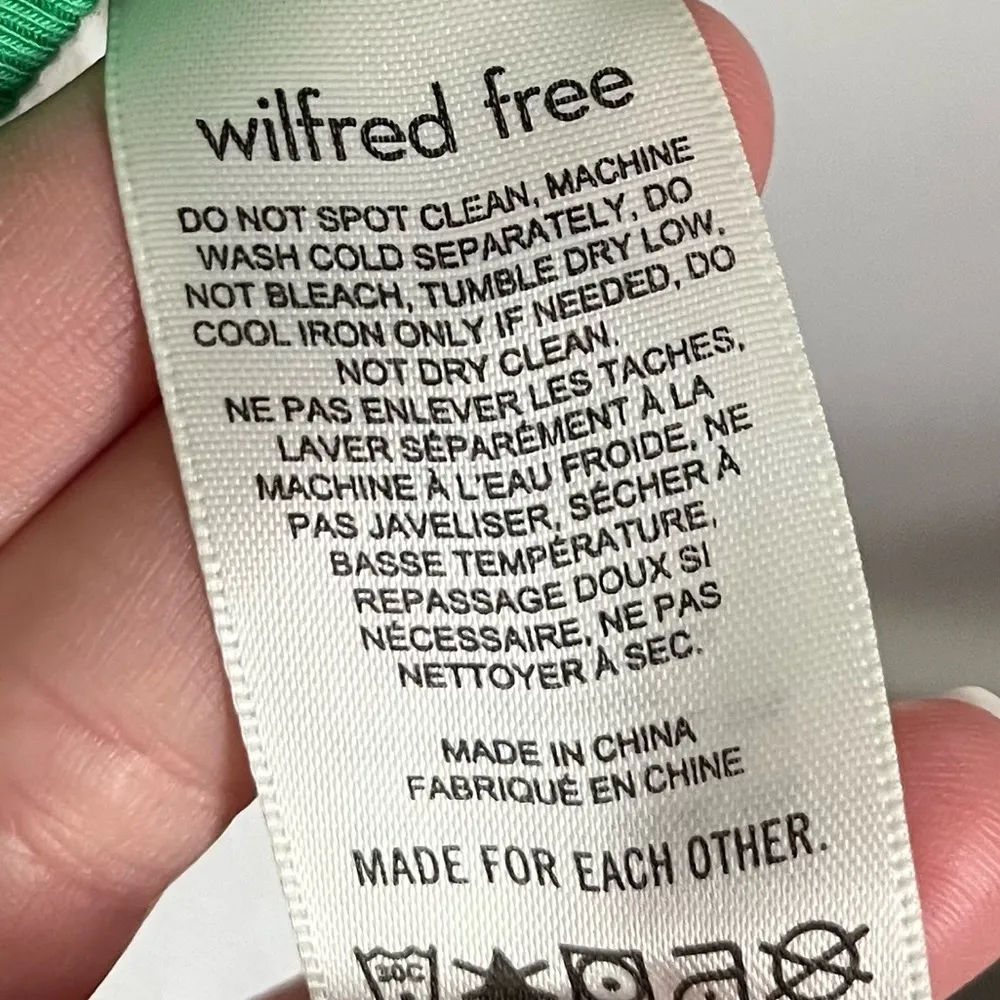 wilfred free
DO NOT SPOT CLEAN, MACHINE
WASH COLD SEPARATELY, DO
NOT BLEACH, TUMBLE DRY LOW,
COOL IRON ONLY IF NEEDED, DO
NOT DRY CLEAN.
NE PAS ENLEVER LES TACHES,
LAVER SÉPARÉMENT À LA
MACHINE À L'EAU FROIDE, NE
PAS JAVELISER, SÉCHER À
BASSE TEMPÉRATURE,
REPASSAGE DOUX SI
NÉCESSAIRE, NE PAS
NETTOYER À SEC.
MADE IN CHINA
FABRIQUÉ EN CHINE
MADE FOR EACH OTHER.
30C